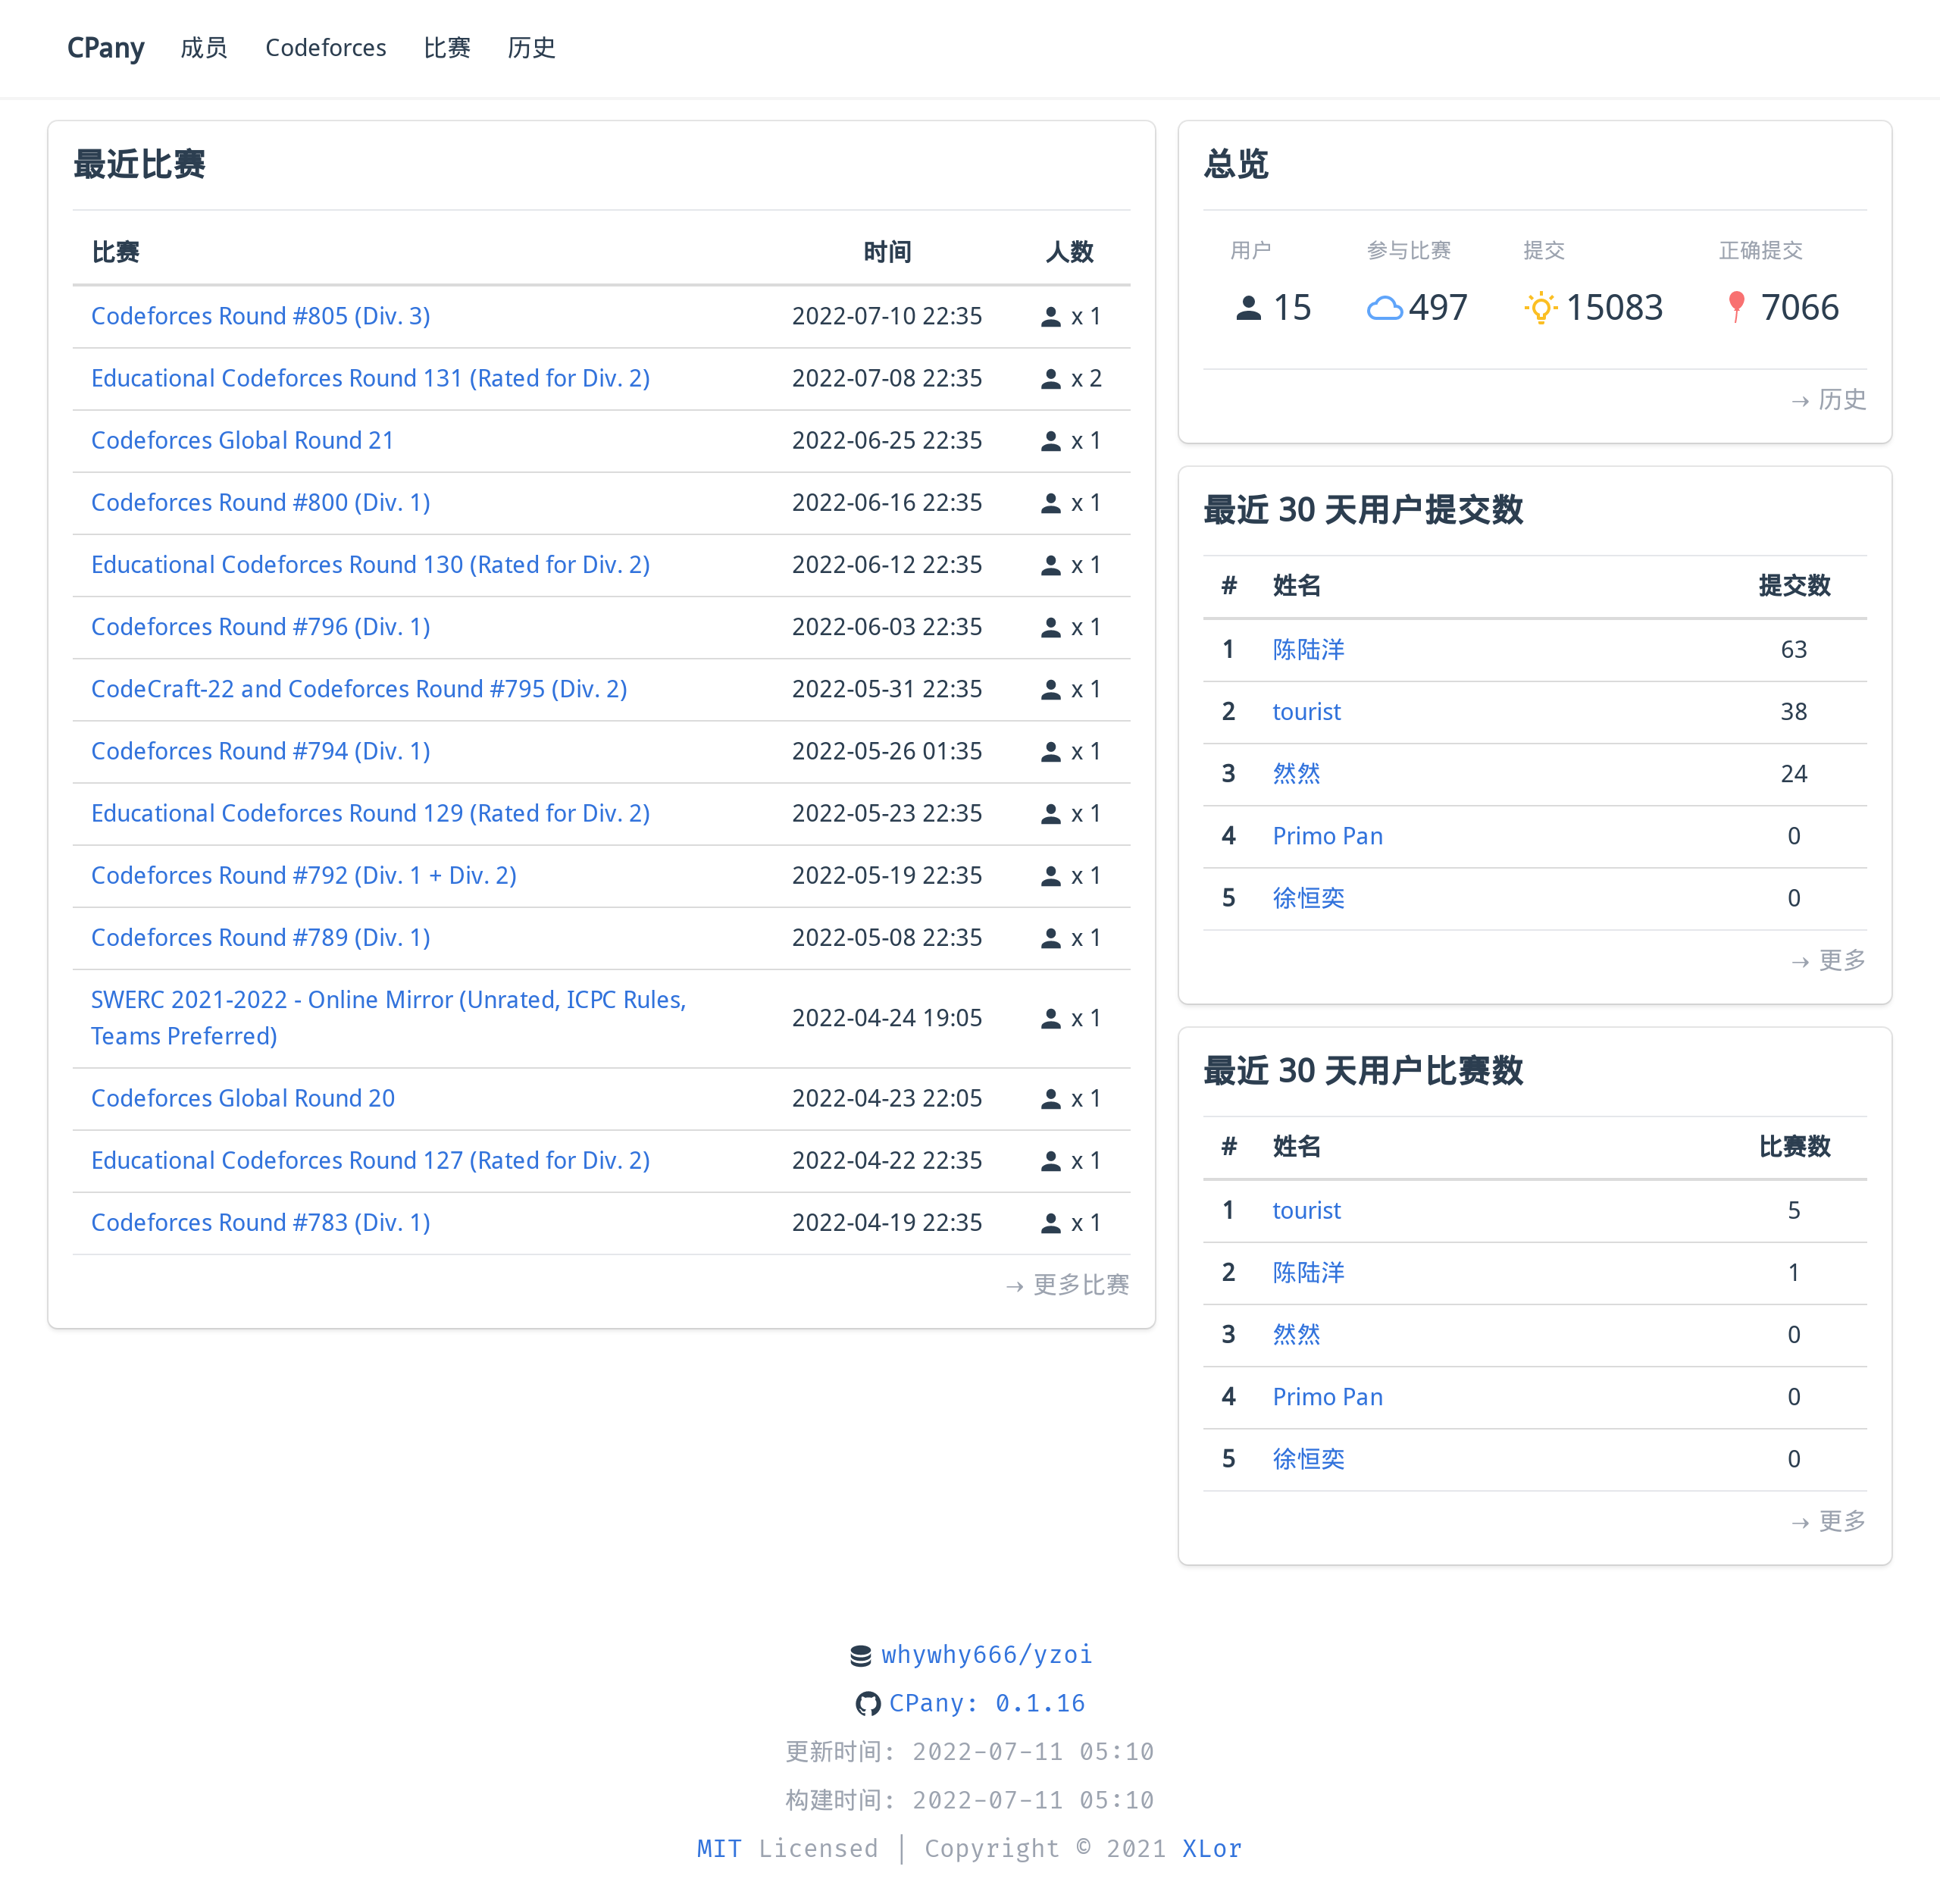 CPany 成员 Codeforces 比赛 历史
最近比赛
比赛 时间 人数
Codeforces Round #805 (Div. 3) 2022-07-10 22:35 x 1
Educational Codeforces Round 131 (Rated for Div. 2) 2022-07-08 22:35 x 2
Codeforces Global Round 21 2022-06-25 22:35 x 1
Codeforces Round #800 (Div. 1) 2022-06-16 22:35 x 1
Educational Codeforces Round 130 (Rated for Div. 2) 2022-06-12 22:35 x 1
Codeforces Round #796 (Div. 1) 2022-06-03 22:35 x 1
CodeCraft-22 and Codeforces Round #795 (Div. 2) 2022-05-31 22:35 x 1
Codeforces Round #794 (Div. 1) 2022-05-26 01:35 x 1
Educational Codeforces Round 129 (Rated for Div. 2) 2022-05-23 22:35 x 1
Codeforces Round #792 (Div. 1 + Div. 2) 2022-05-19 22:35 x 1
Codeforces Round #789 (Div. 1) 2022-05-08 22:35 x 1
SWERC 2021-2022 - Online Mirror (Unrated, ICPC Rules,
Teams Preferred) 2022-04-24 19:05 x 1
Codeforces Global Round 20 2022-04-23 22:05 x 1
Educational Codeforces Round 127 (Rated for Div. 2) 2022-04-22 22:35 x 1
Codeforces Round #783 (Div. 1) 2022-04-19 22:35 x 1
→ 更多比赛
总览
用户 参与比赛 提交 正确提交
15 497 15083 7066
→ 历史
最近 30 天用户提交数
# 姓名 提交数
1 陈陆洋 63
2 tourist 38
3 然然 24
4 Primo Pan 0
5 徐恒奕 0
→ 更多
最近 30 天用户比赛数
# 姓名 比赛数
1 tourist 5
2 陈陆洋 1
3 然然 0
4 Primo Pan 0
5 徐恒奕 0
→ 更多
whywhy666/yzoi
CPany: 0.1.16
更新时间: 2022-07-11 05:10
构建时间: 2022-07-11 05:10
MIT Licensed | Copyright © 2021 XLor